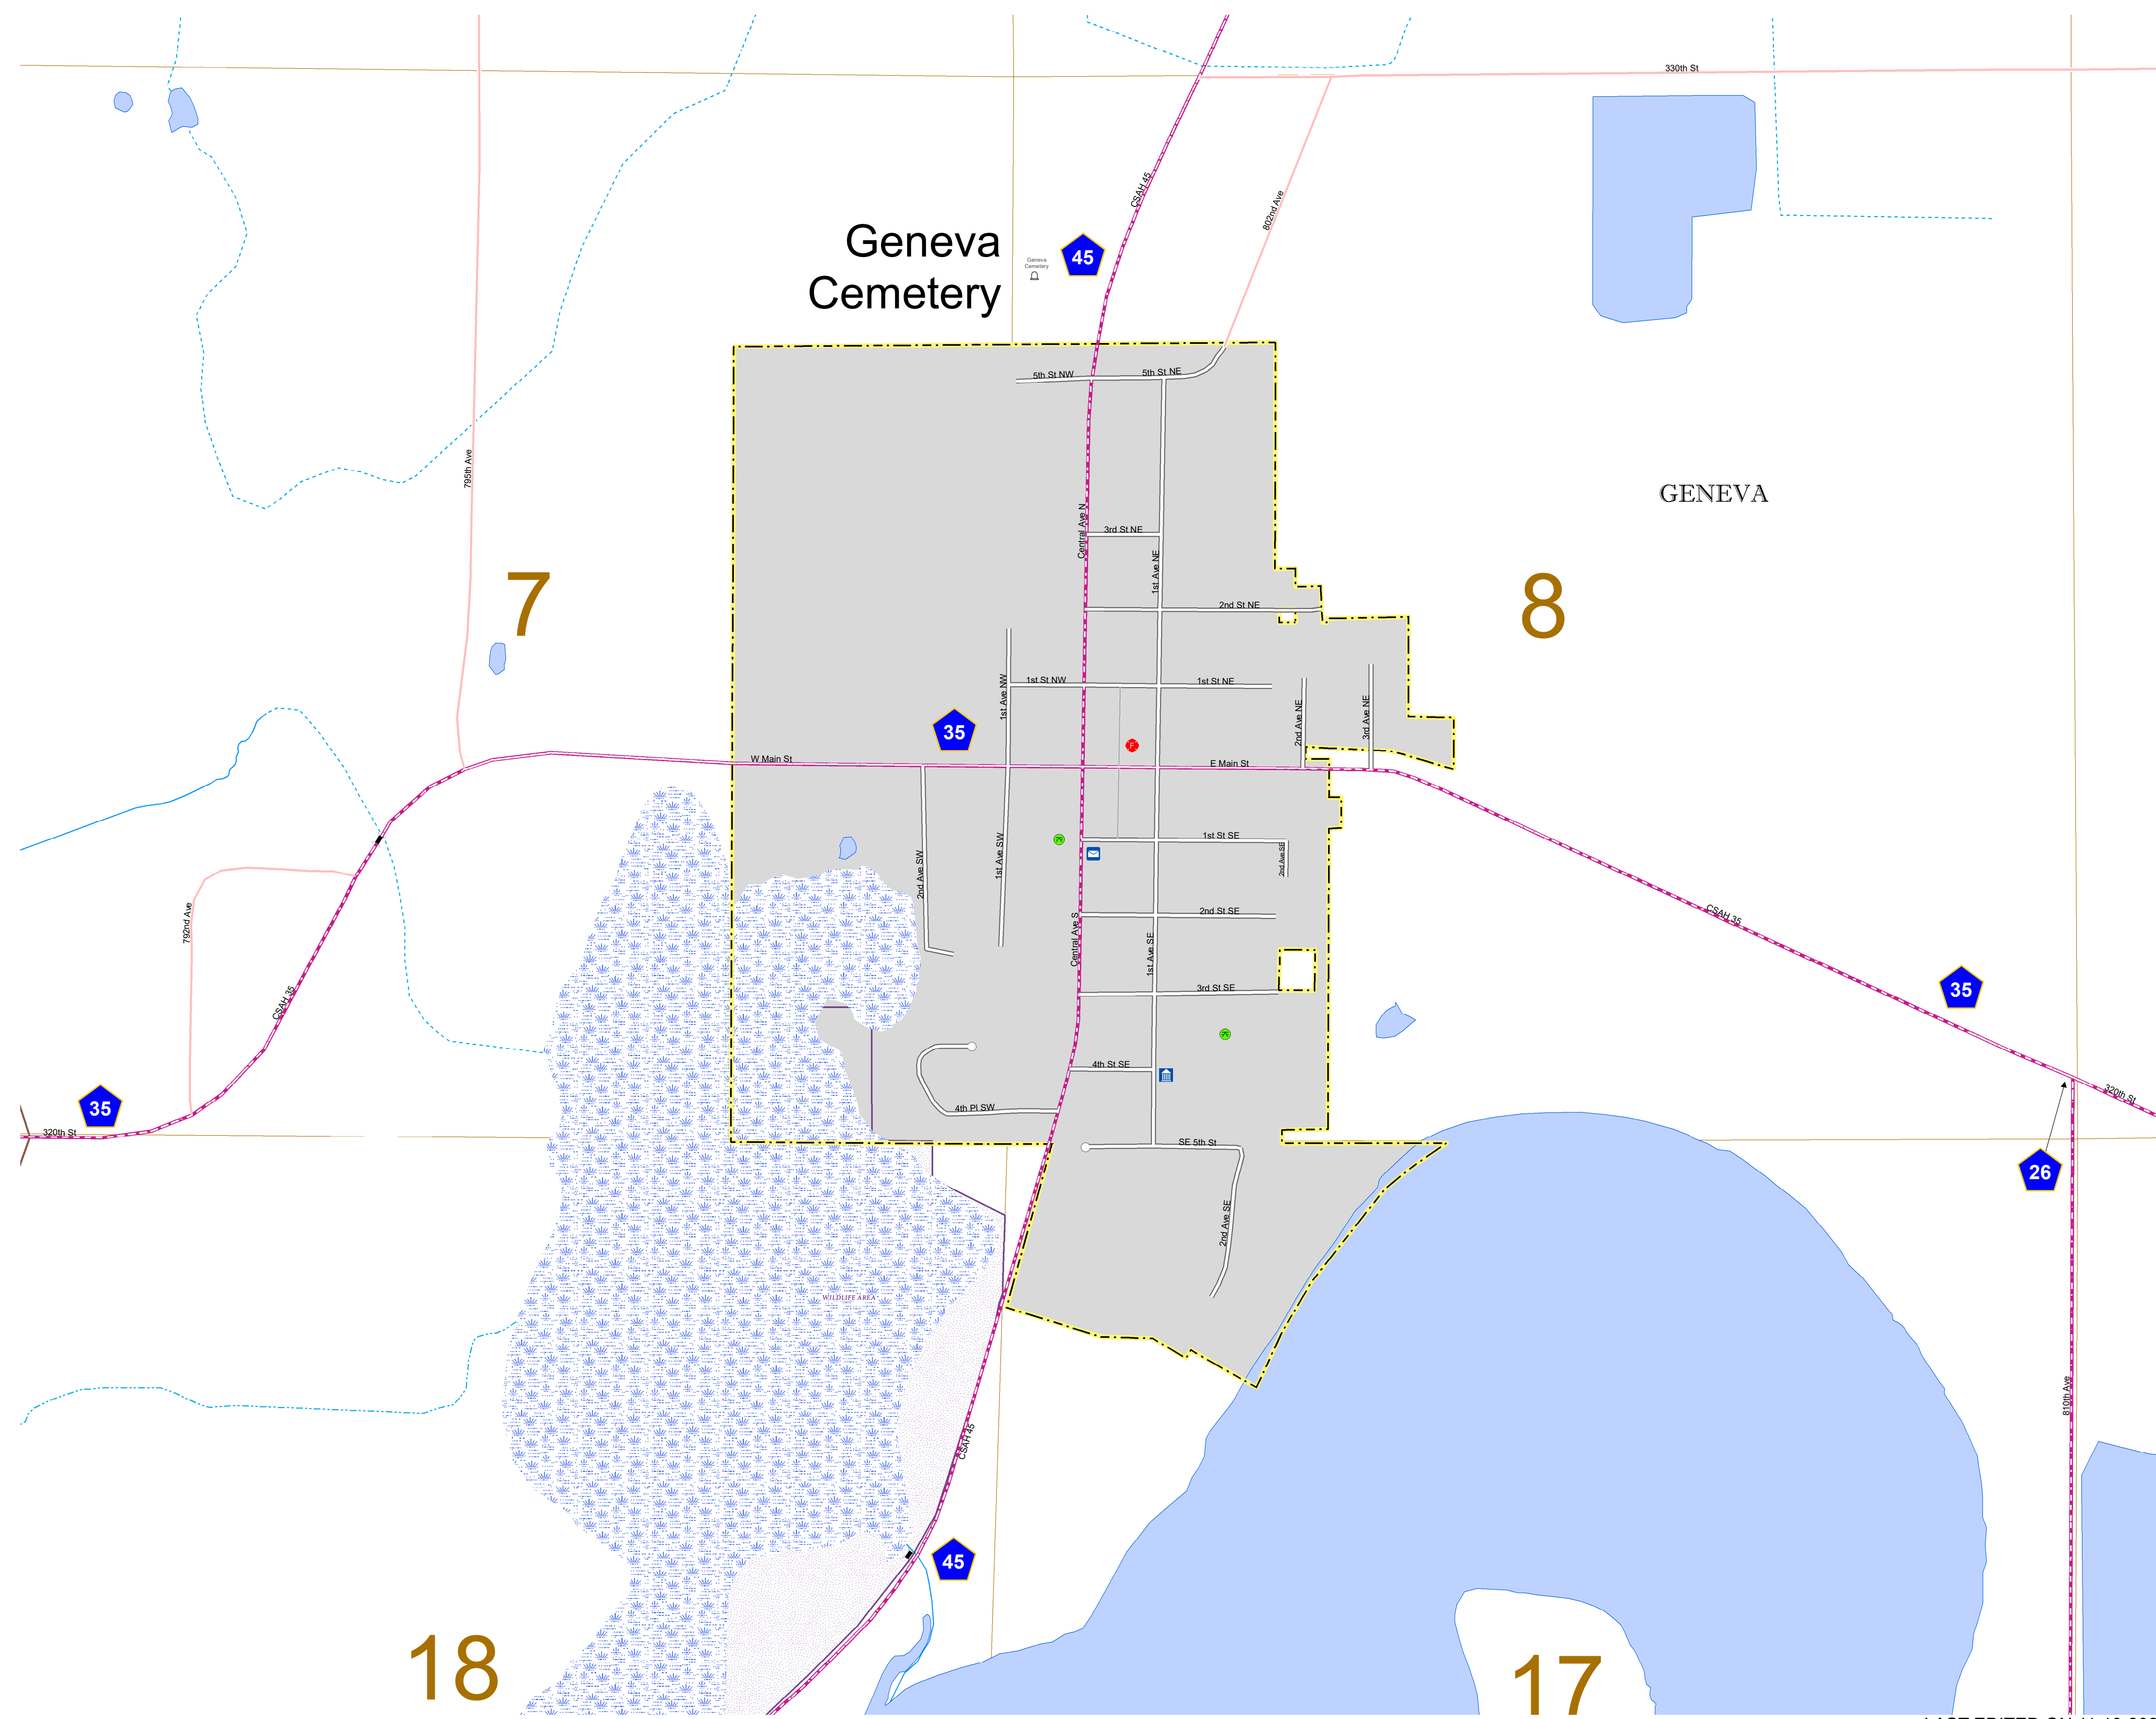 330th St
CSAH 45
802nd Ave
Geneva
Cemetery
Geneva
Cemetery
45
5th St NW
5th St NE
795th Ave
Central Ave N
GENEVA
3rd St NE
1st Ave NE
7
8
2nd St NE
1st Ave NW
1st St NW
1st St NE
2nd Ave NE
3rd Ave NE
35
F
W Main St
E Main St
1st St SE
2nd Ave SW
1st Ave SW
2nd Ave SE
792nd Ave
2nd St SE
CSAH 35
Central Ave S
1st Ave SE
CSAH 35
3rd St SE
35
4th St SE
35
4th Pl SW
320th St
320th St
SE 5th St
26
2nd Ave SE
WILDLIFE AREA
810th Ave
CSAH 45
45
18
17